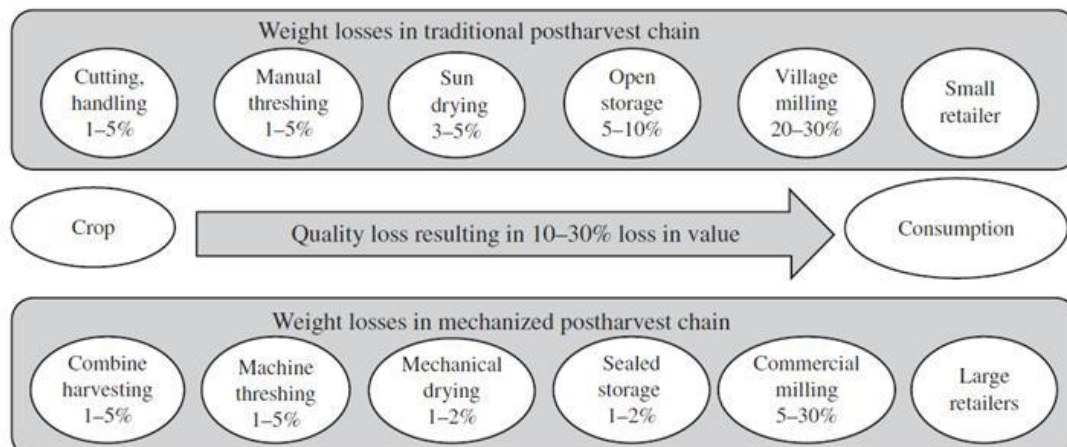 Weight losses in traditional postharvest chain
Cutting,
handling
1–5%
Manual
threshing
1–5%
Sun
drying
3–5%
Open
storage
5–10%
Village
milling
20–30%
Small
retailer
Crop
Quality loss resulting in 10–30% loss in value
Consumption
Weight losses in mechanized postharvest chain
Combine
harvesting
1–5%
Machine
threshing
1–5%
Mechanical
drying
1–2%
Sealed
storage
1–2%
Commercial
milling
5–30%
Large
retailers